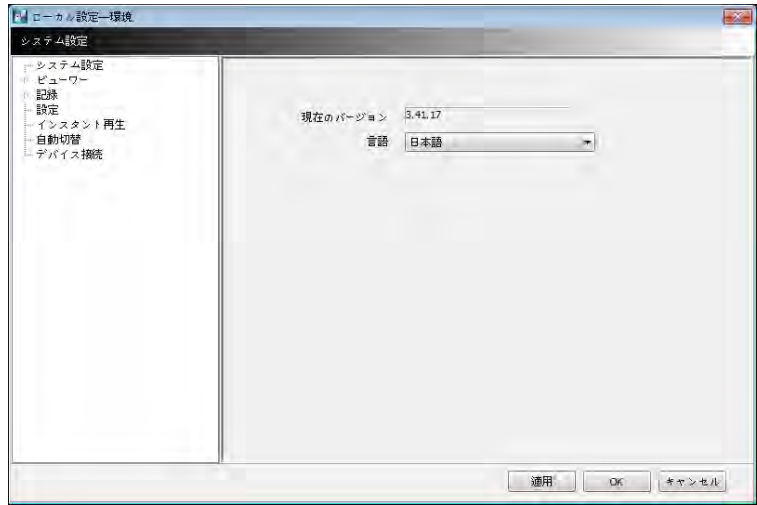 ローカル設定―環境
システム設定
システム設定
ビューワー
記録
設定
インスタント再生
自動切替
デバイス接続
現在のバージョン 3.41.17
言語 日本語
適用 OK キャンセル